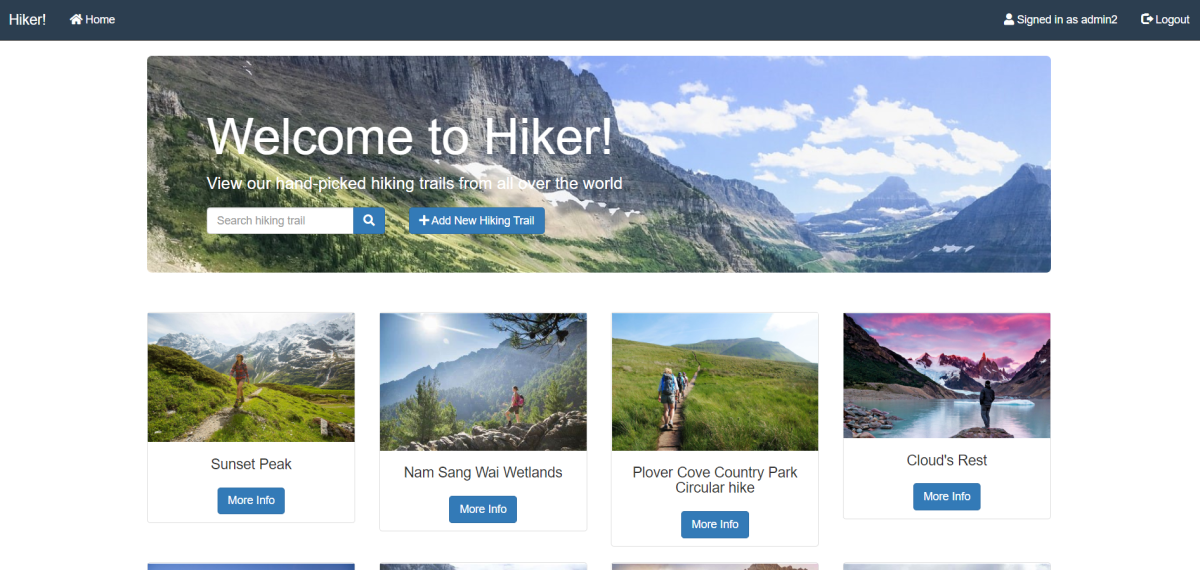 Hiker!
Home
Signed in as admin2
Logout
Welcome to Hiker!
View our hand-picked hiking trails from all over the world
Search hiking trail
Add New Hiking Trail
Sunset Peak
More Info
Nam Sang Wai Wetlands
More Info
Plover Cove Country Park
Circular hike
More Info
Cloud's Rest
More Info